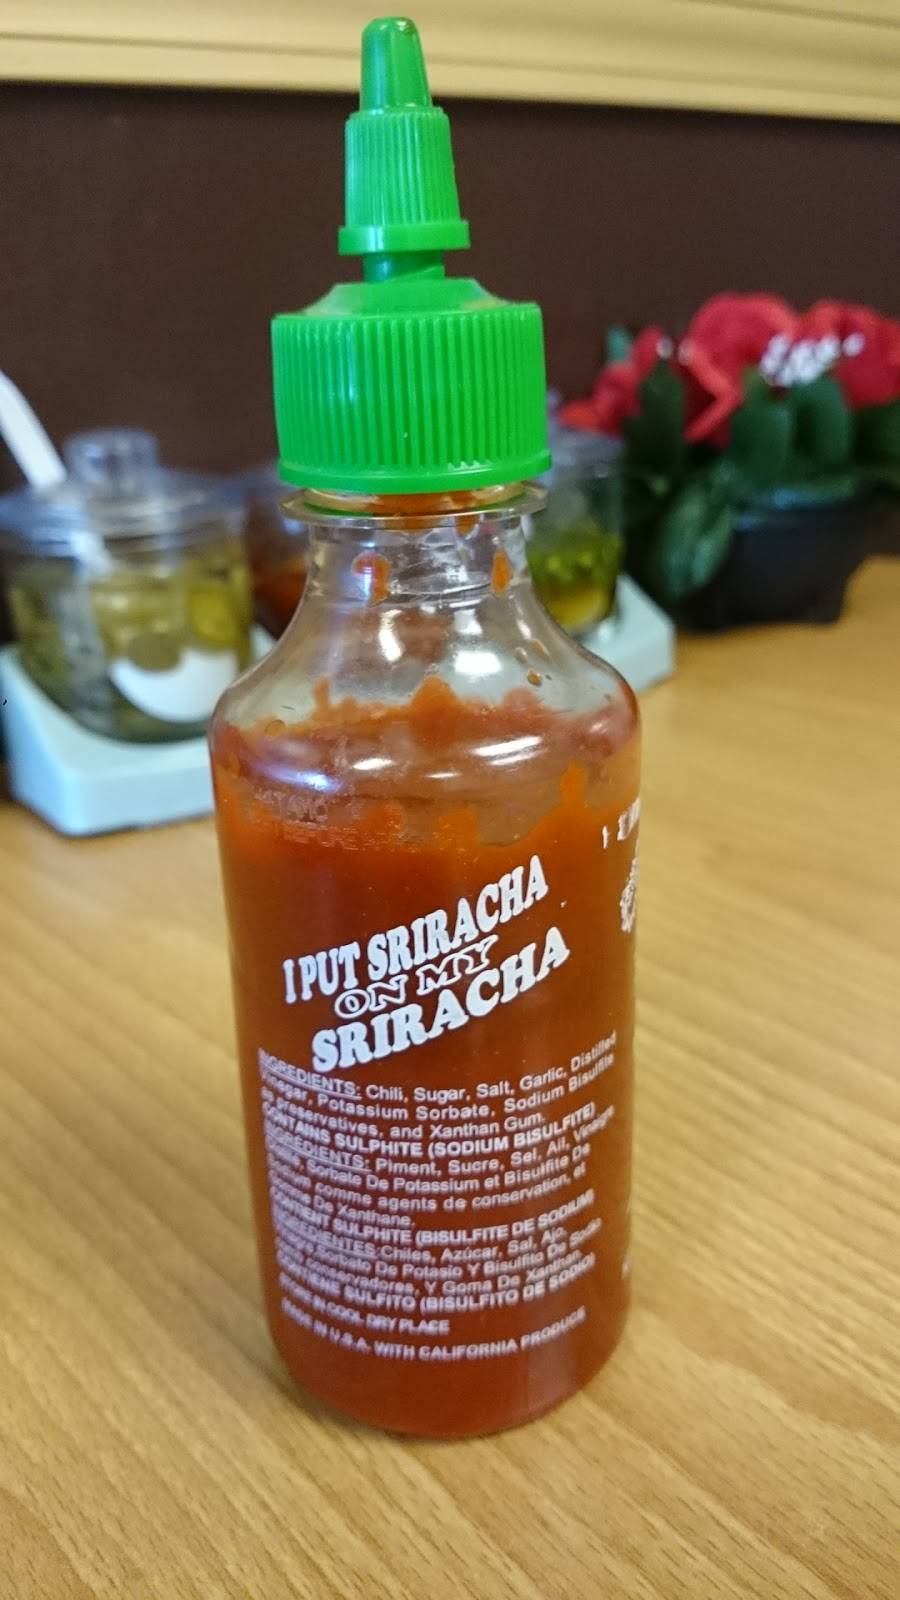 I PUT SRIRACHA
ON MY
SRIRACHA
INGREDIENTS: Chili, Sugar, Salt, Garlic, Distilled
Vinegar, Potassium Sorbate, Sodium Bisulfite
as preservatives, and Xanthan Gum.
CONTAINS SULPHITE (SODIUM BISULFITE)
INGRÉDIENTS: Piment, Sucre, Sel, Ail, Vinaigre
Sorbate De Potassium et Bisulfite De
Sodium comme agents de conservation, et
Gomme De Xanthane.
CONTIENT SULPHITE (BISULFITE DE SODIUM)
INGREDIENTES: Chiles, Azúcar, Sal, Ajo,
Sorbato De Potasio Y Bisulfito De Sodio
como conservadores, Y Goma De Xanthan.
CONTIENE SULFITO (BISULFITO DE SODIO)
STORE IN COOL DRY PLACE
MADE IN U.S.A. WITH CALIFORNIA PRODUCE